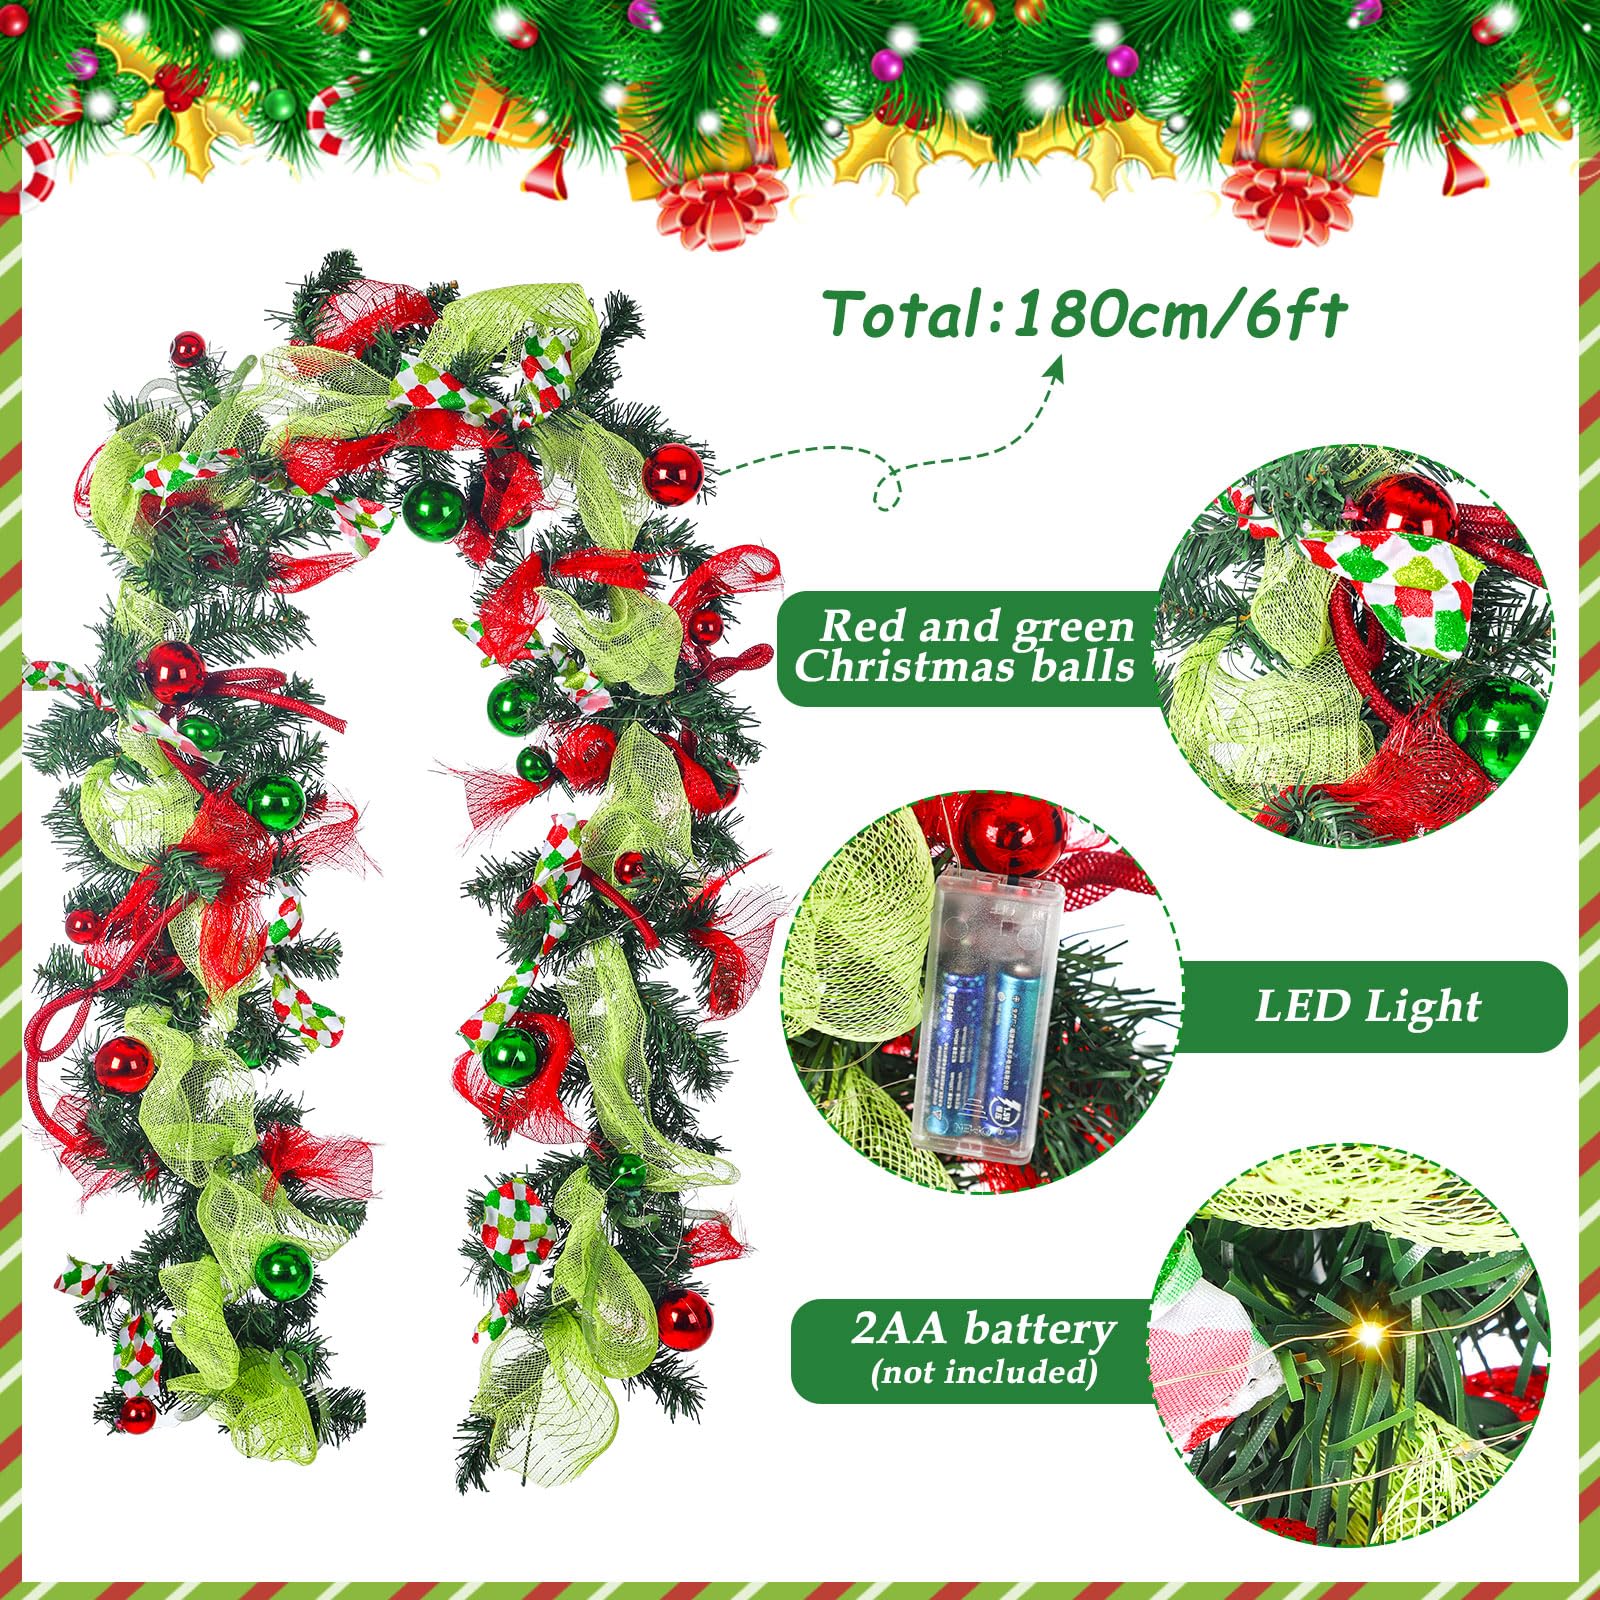 Total:180cm/6ft
Red and green
Christmas balls
LED Light
2AA battery
(not included)